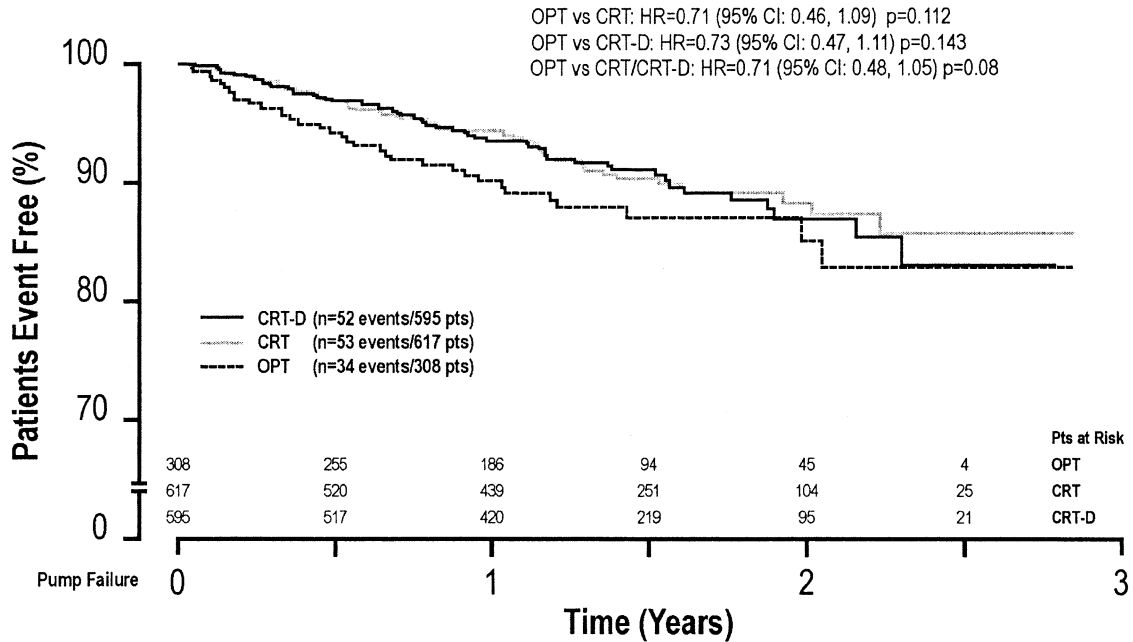 OPT vs CRT: HR=0.71 (95% CI: 0.46, 1.09) p=0.112
OPT vs CRT-D: HR=0.73 (95% CI: 0.47, 1.11) p=0.143
OPT vs CRT/CRT-D: HR=0.71 (95% CI: 0.48, 1.05) p=0.08
100
90
80
70
0
Patients Event Free (%)
CRT-D (n=52 events/595 pts)
CRT (n=53 events/617 pts)
OPT (n=34 events/308 pts)
Pts at Risk
308 255 186 94 45 4 OPT
617 520 439 251 104 25 CRT
595 517 420 219 95 21 CRT-D
Pump Failure 0 1 2 3
Time (Years)